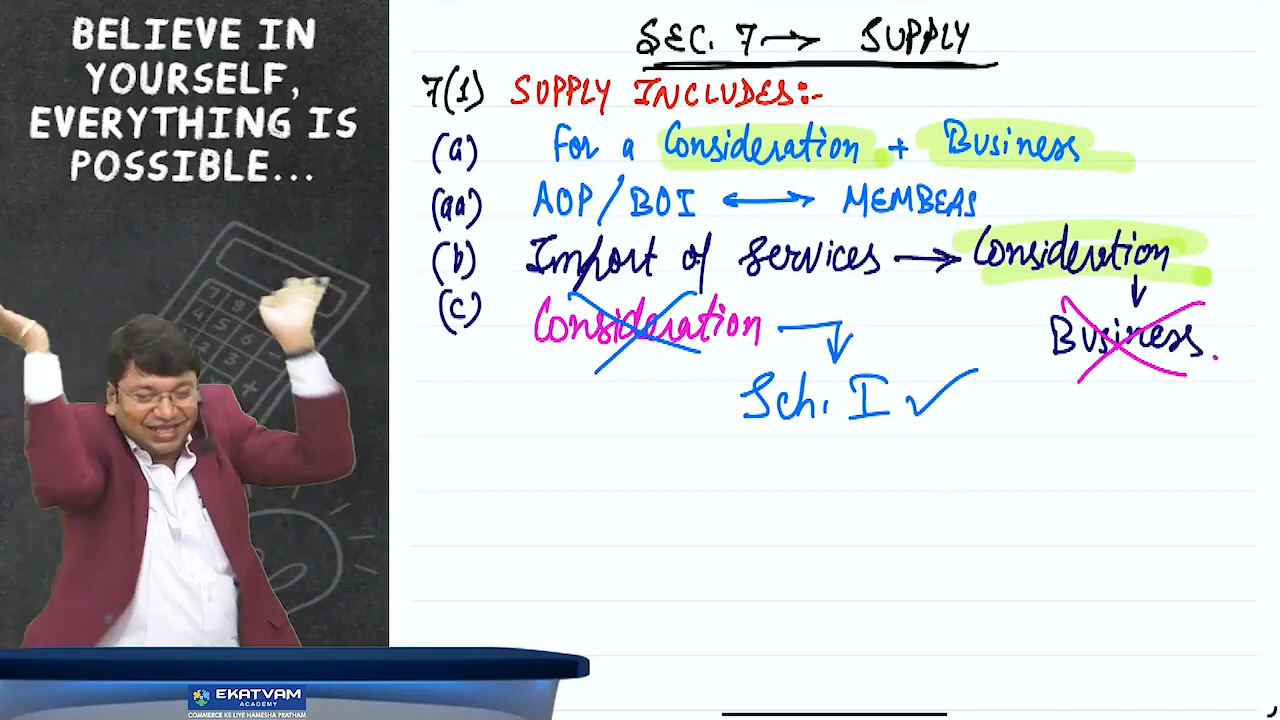 BELIEVE IN
YOURSELF,
EVERYTHING IS
POSSIBLE...
SEC. 7 → SUPPLY
7(1) SUPPLY INCLUDES:-
(a) For a Consideration + Business
(aa) AOP/BOI ↔ MEMBERS
(b) Import of Services → Consideration
↓
(c) Consideration
Business.
Sch. I ✓
EKATVAM
ACADEMY
COMMERCE KE LIYE HAMESHA PRATHAM